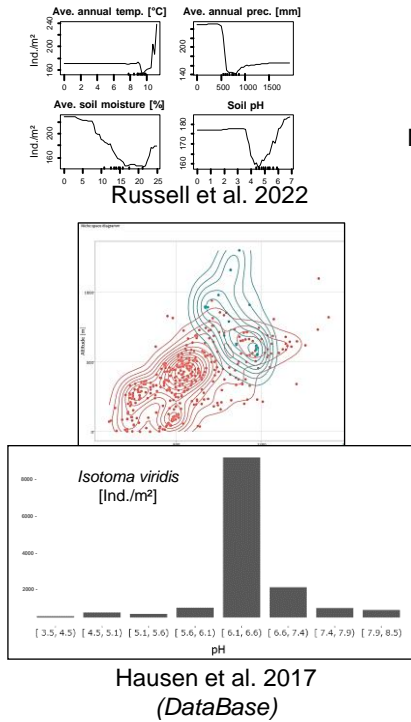 Ave. annual temp. [°C] Ave. annual prec. [mm]
Ind./m²
160 200 240
140 180 220
0 2 4 6 8 10
0 500 1000 1500
Ave. soil moisture [%] Soil pH
Ind./m²
160 200
160 170 180
0 5 10 15 20 25
0 1 2 3 4 5 6 7
Russell et al. 2022
Altitude [m]
Isotoma viridis
[Ind./m²]
8000
6000
4000
2000
[ 3.5, 4.5) [ 4.5, 5.1) [ 5.1, 5.6) [ 5.6, 6.1) [ 6.1, 6.6) [ 6.6, 7.4) [ 7.4, 7.9) [ 7.9, 8.5)
pH
Hausen et al. 2017
(DataBase)